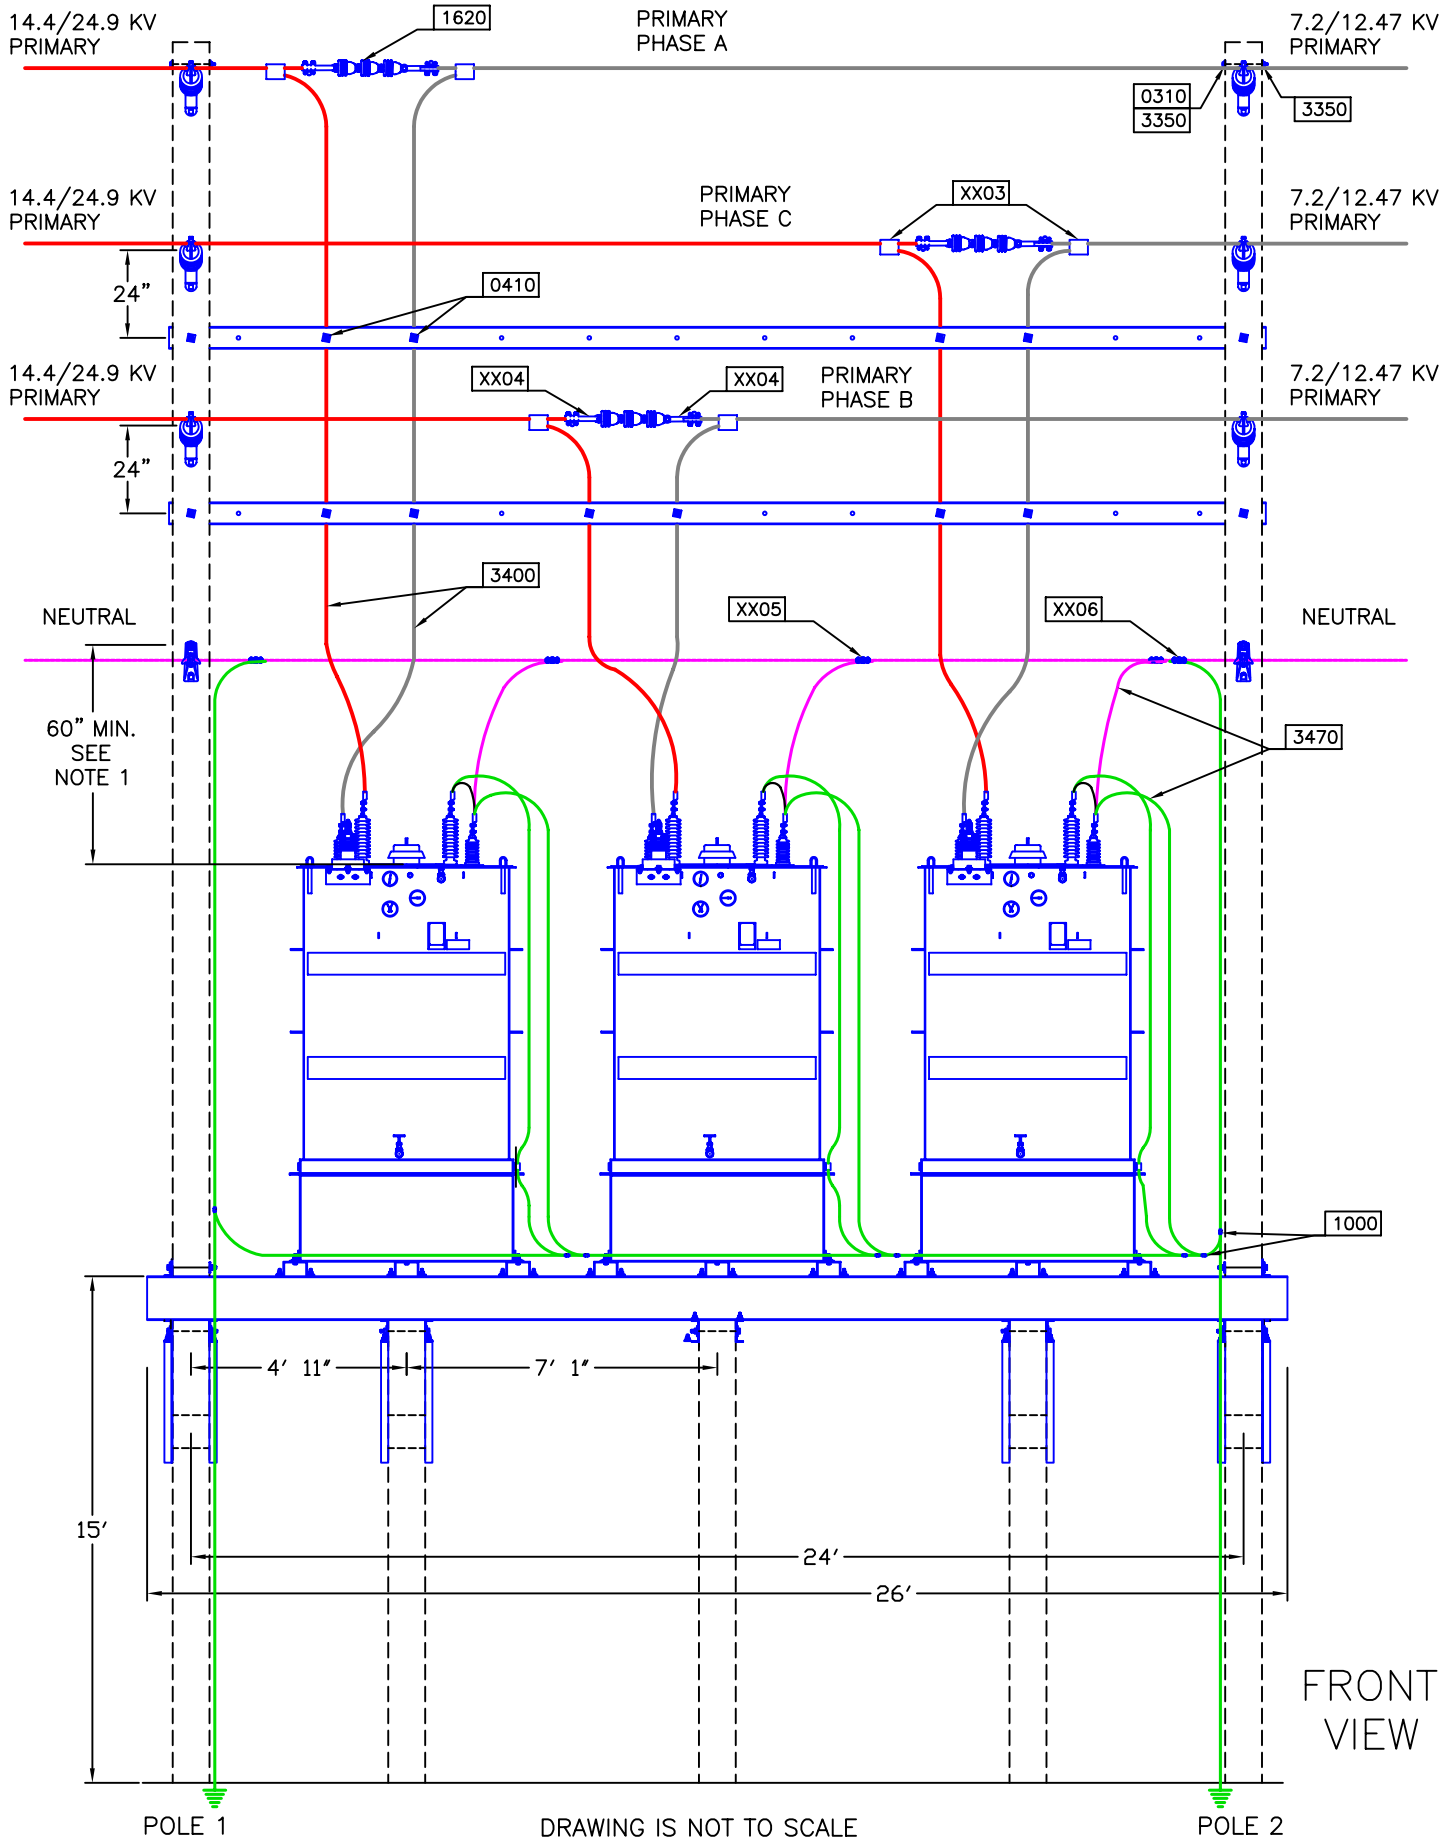 14.4/24.9 KV
PRIMARY
1620
PRIMARY
PHASE A
7.2/12.47 KV
PRIMARY
0310
3350
3350
14.4/24.9 KV
PRIMARY
PRIMARY
PHASE C
XX03
7.2/12.47 KV
PRIMARY
24"
0410
14.4/24.9 KV
PRIMARY
XX04
XX04
PRIMARY
PHASE B
7.2/12.47 KV
PRIMARY
24"
3400
NEUTRAL
XX05
XX06
NEUTRAL
60" MIN.
SEE
NOTE 1
3470
1000
4' 11"
7' 1"
15'
24'
26'
FRONT
VIEW
POLE 1
DRAWING IS NOT TO SCALE
POLE 2